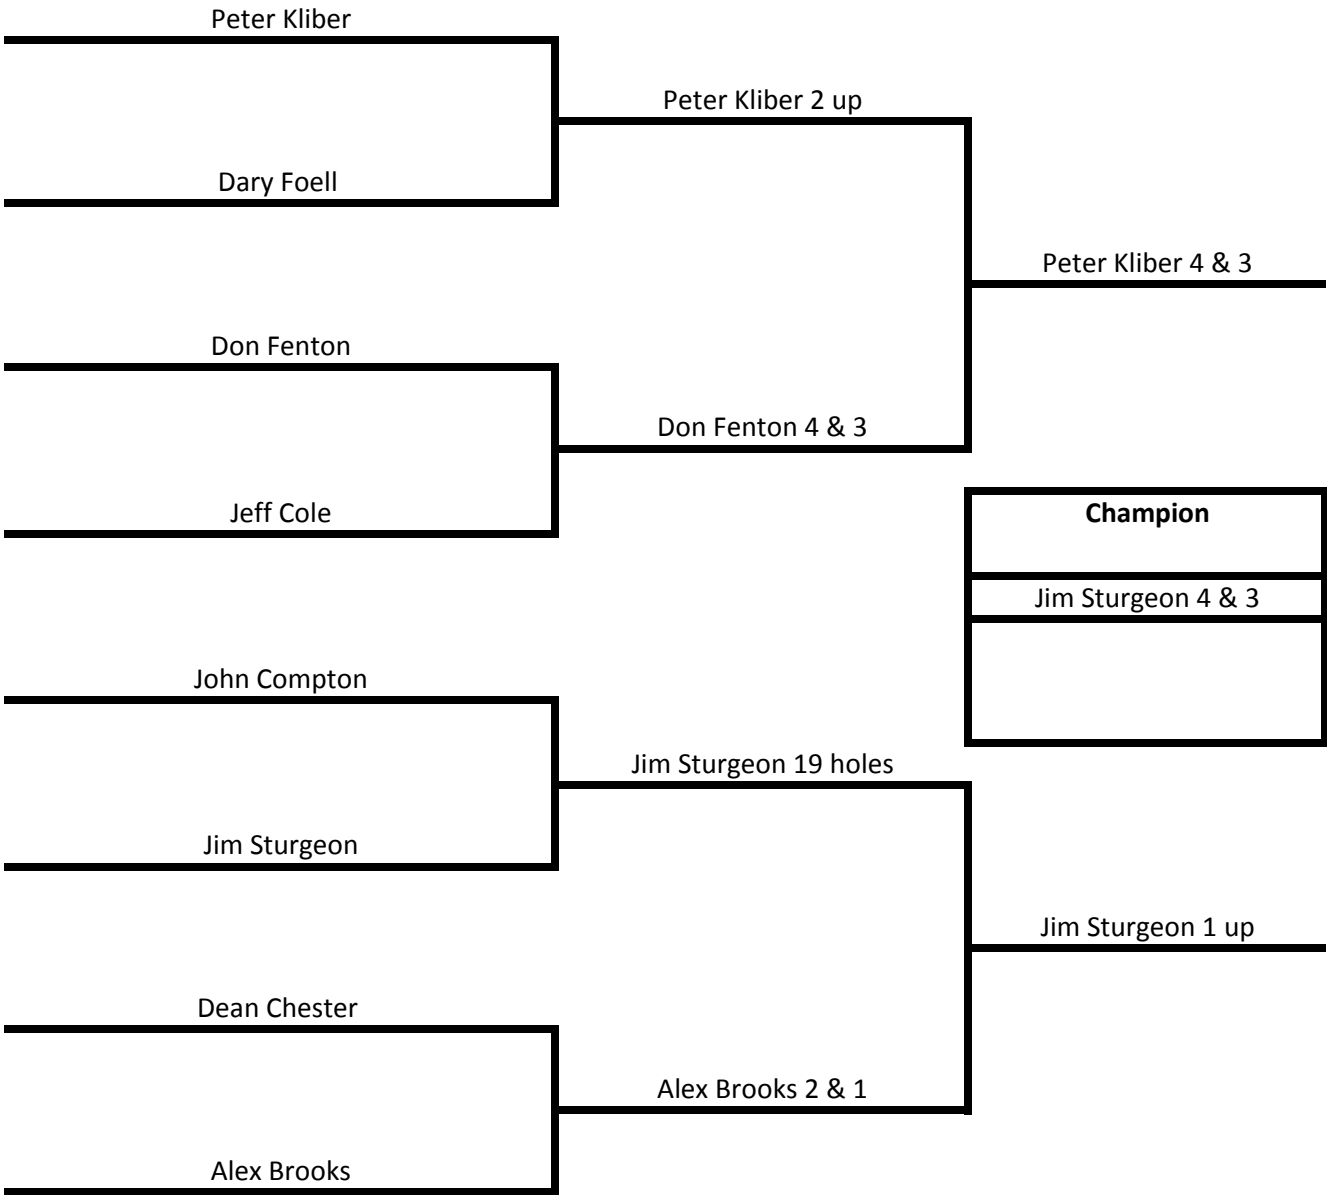 Peter Kliber
Peter Kliber 2 up
Dary Foell
Peter Kliber 4 & 3
Don Fenton
Don Fenton 4 & 3
Jeff Cole
Champion
Jim Sturgeon 4 & 3
John Compton
Jim Sturgeon 19 holes
Jim Sturgeon
Jim Sturgeon 1 up
Dean Chester
Alex Brooks 2 & 1
Alex Brooks